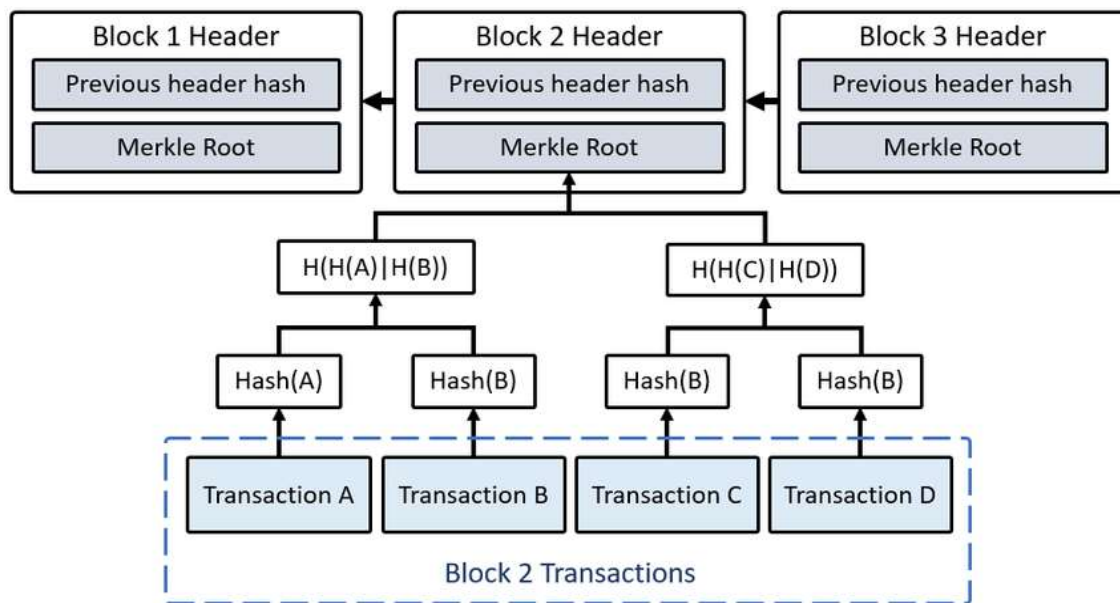 Block 1 Header
Previous header hash
Merkle Root
Block 2 Header
Previous header hash
Merkle Root
Block 3 Header
Previous header hash
Merkle Root
H(H(A)|H(B))
H(H(C)|H(D))
Hash(A)
Hash(B)
Hash(B)
Hash(B)
Transaction A
Transaction B
Transaction C
Transaction D
Block 2 Transactions